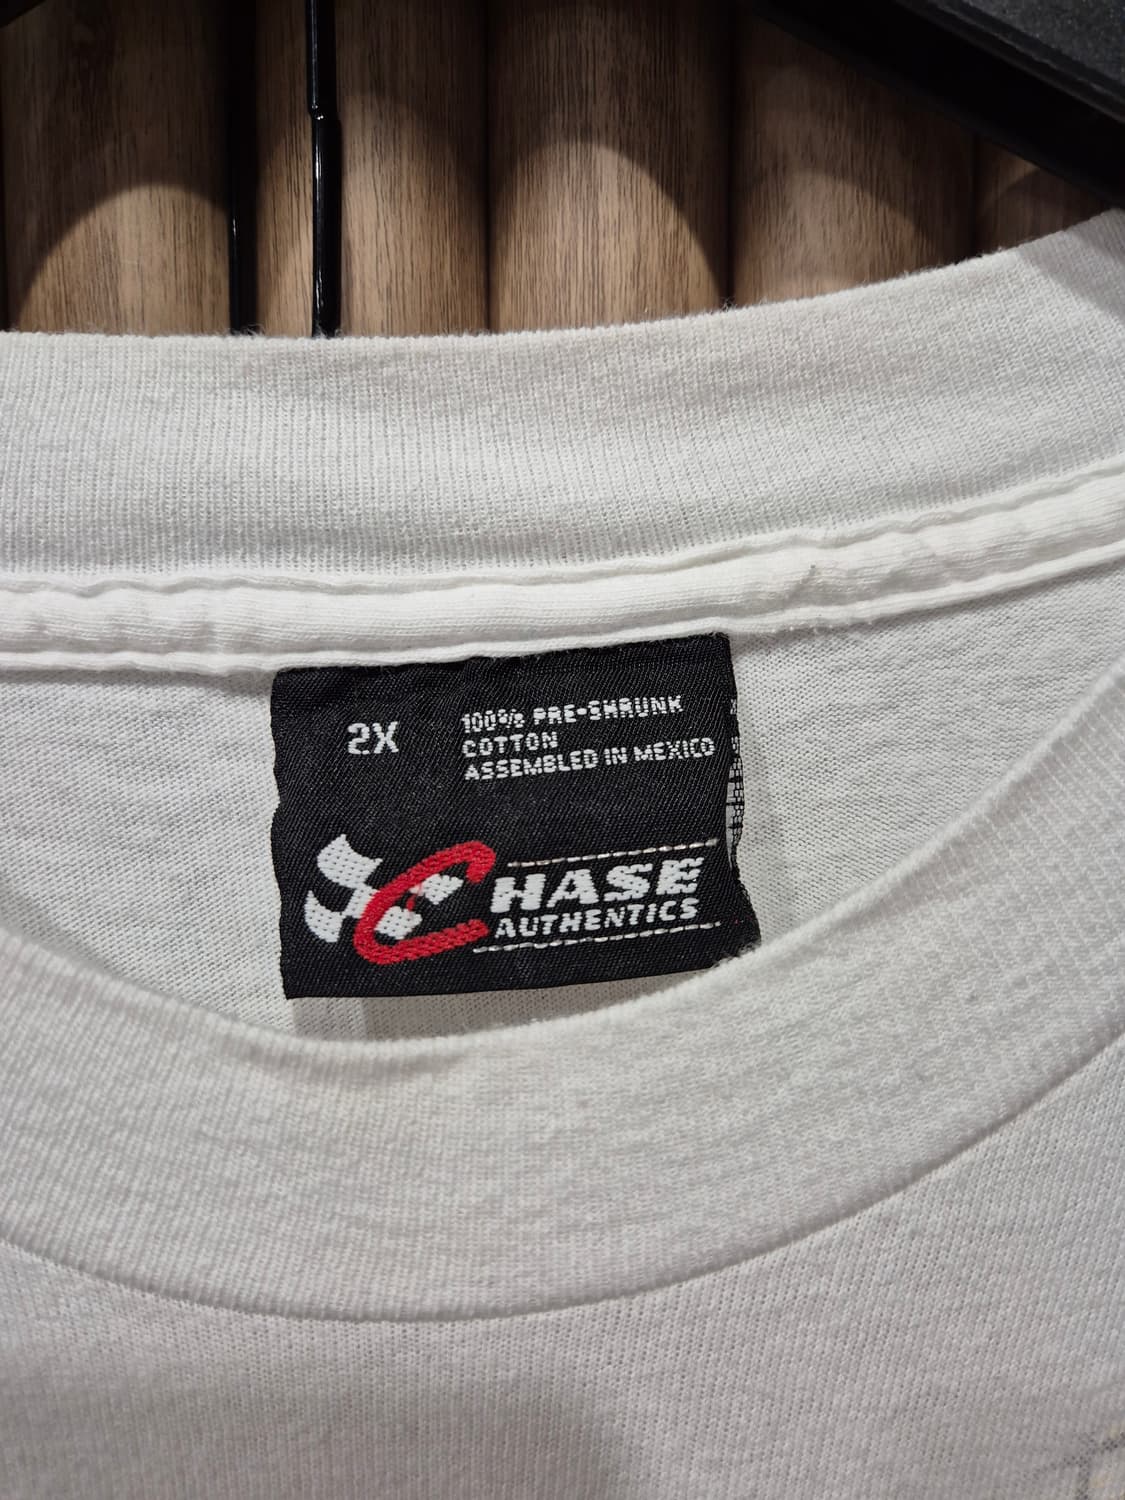 2X
100% PRE-SHRUNK
COTTON
ASSEMBLED IN MEXICO
CHASE
AUTHENTICS